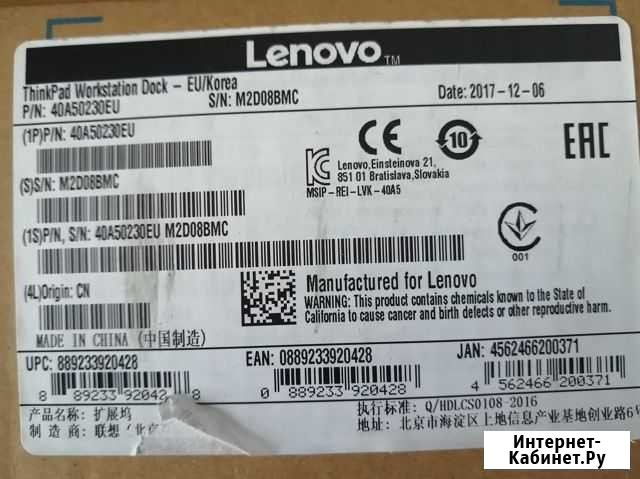 Lenovo™
ThinkPad Workstation Dock - EU/Korea
P/N: 40A50230EU
S/N: M2D08BMC
Date: 2017-12-06
(1P)P/N: 40A50230EU
(S)S/N: M2D08BMC
(1S)P/N, S/N: 40A50230EU M2D08BMC
CE
10
EAC
KC
Lenovo,Einsteinova 21,
851 01 Bratislava,Slovakia
MSIP-REI-LVK-40A5
001
(4L)Origin: CN
MADE IN CHINA (中国制造)
Manufactured for Lenovo
WARNING: This product contains chemicals known to the State of
California to cause cancer and birth defects or other reproductive harm.
UPC: 889233920428
8 89233 92042 8
EAN: 0889233920428
0 889233 920428
JAN: 4562466200371
4 562466 200371
产品名称: 扩展坞
制 造 商: 联想 (北京
执行标准: Q/HDLCS0108-2016
地址: 北京市海淀区上地信息产业基地创业路6
Интернет-
Кабинет.Ру